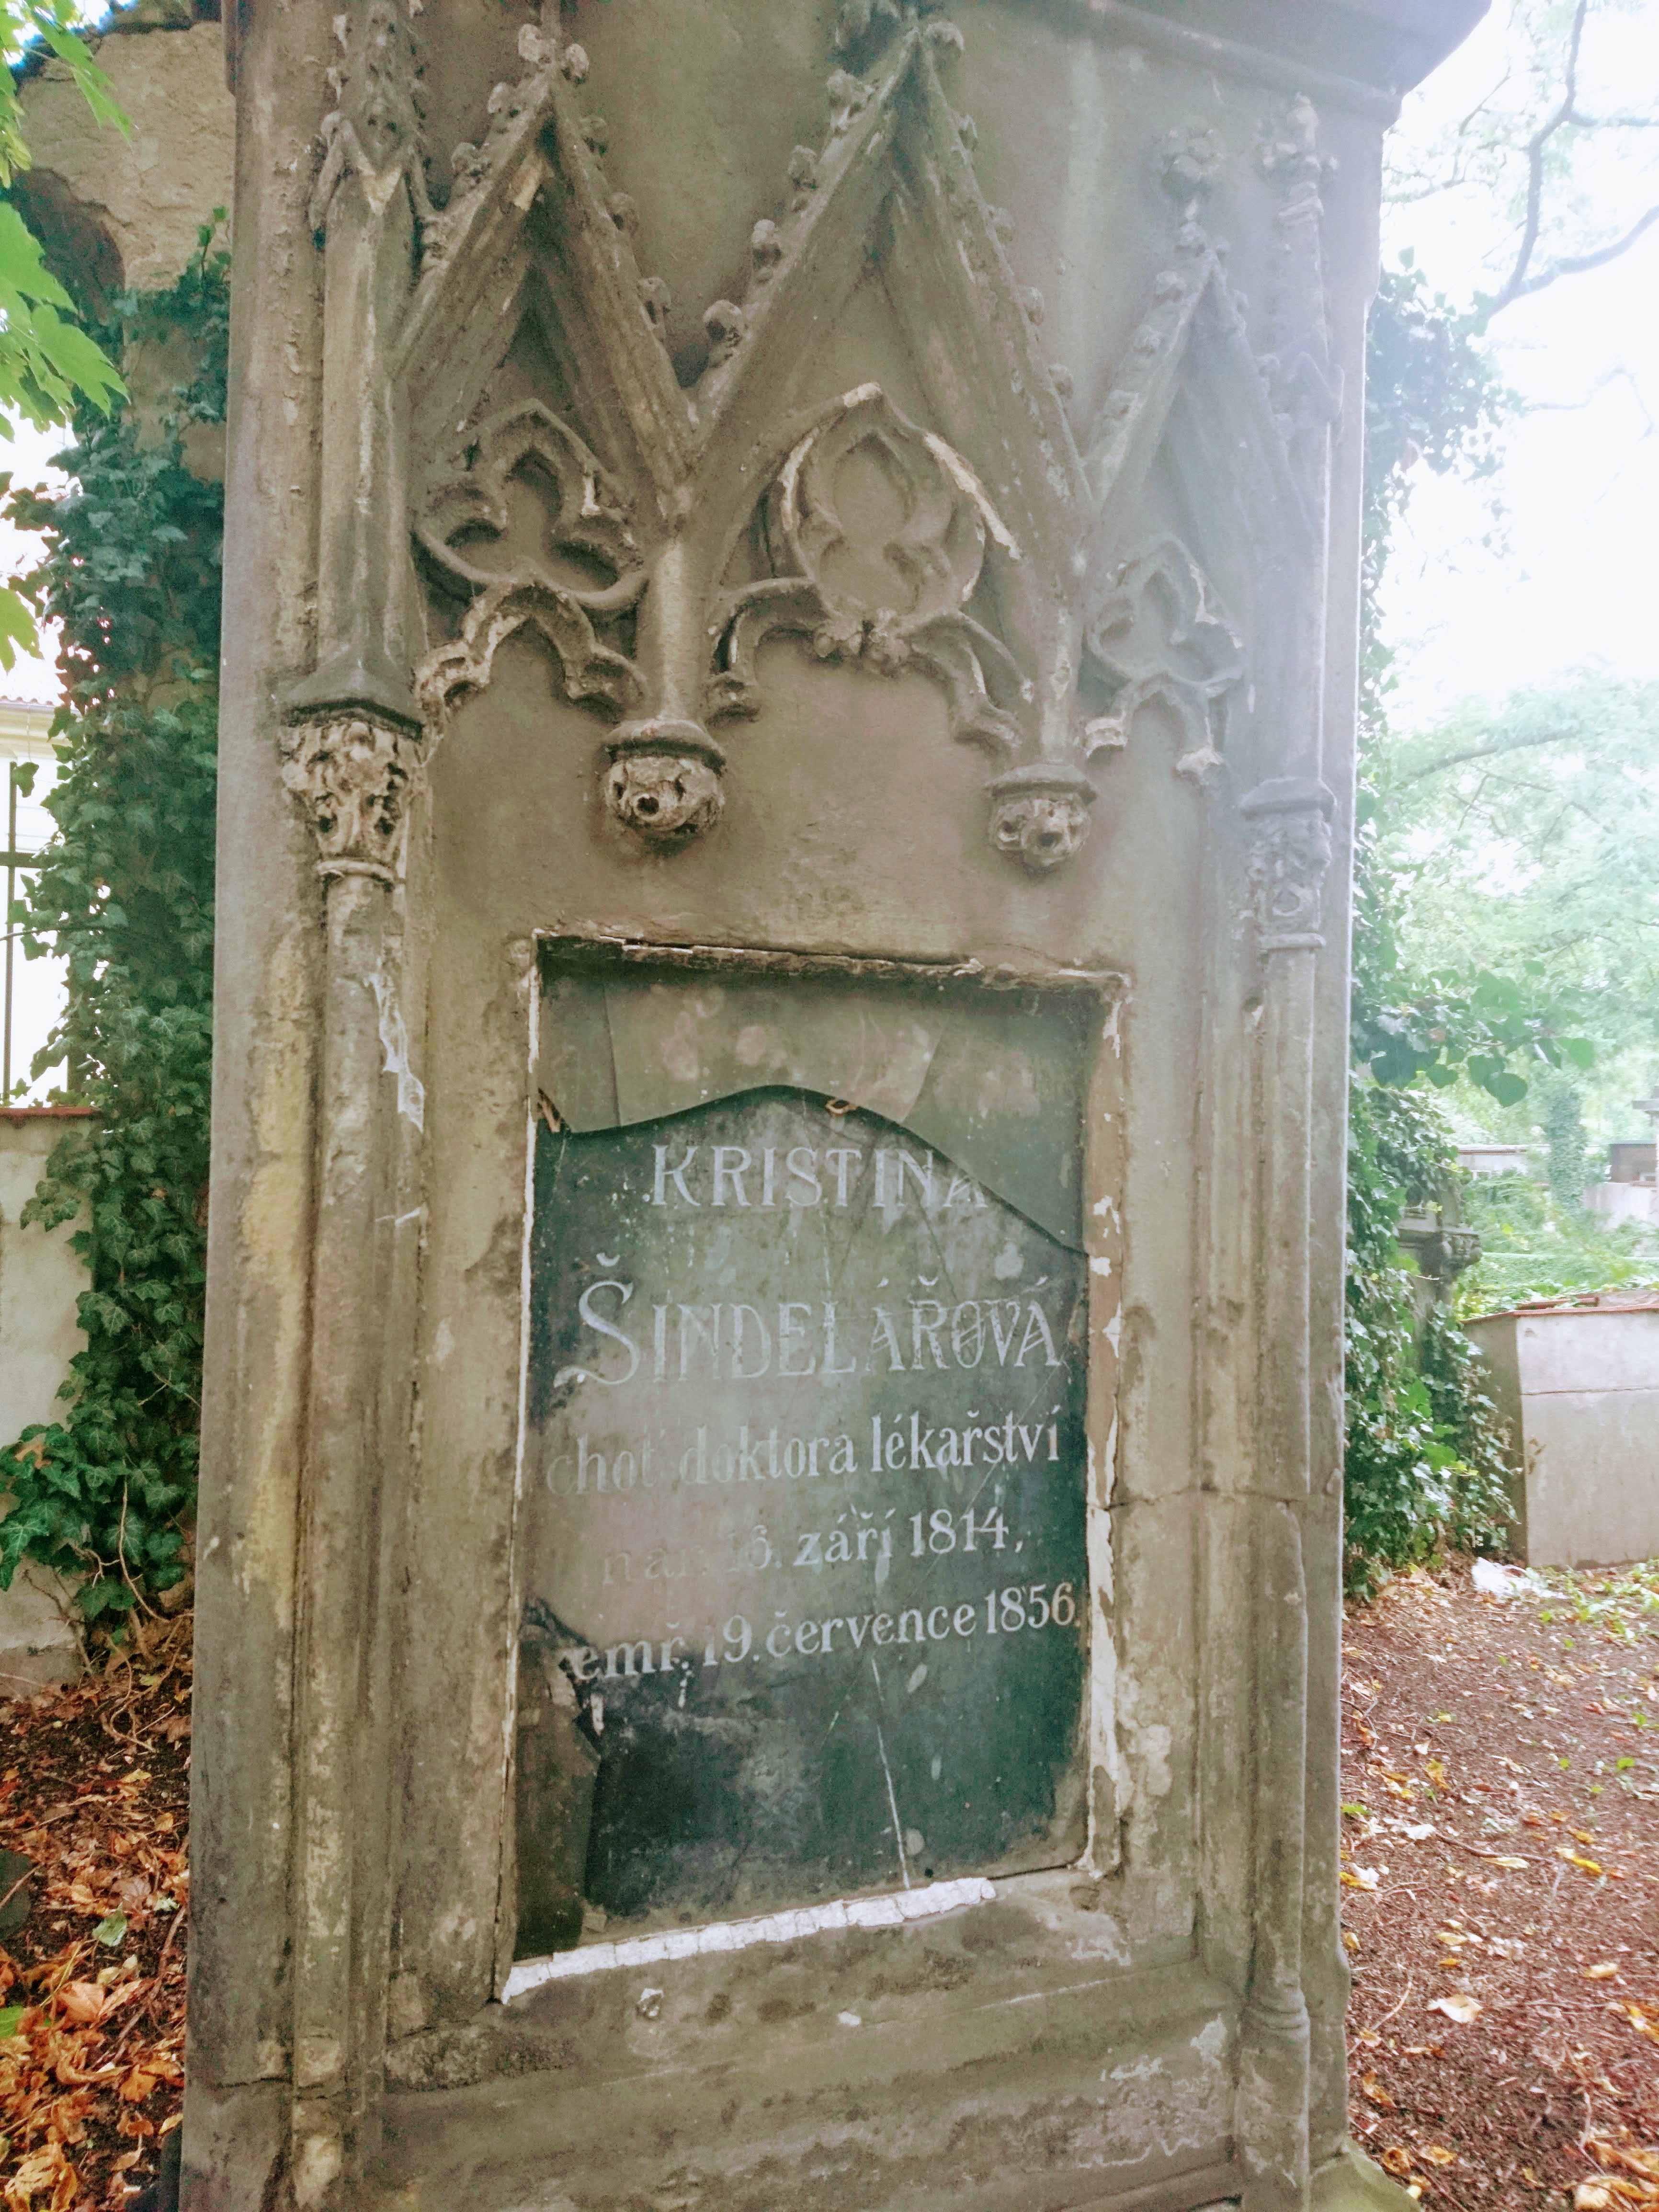 KRISTINA
ŠINDELÁŘOVÁ
choť doktora lékařství
nar. 16. září 1814,
zemř. 19. července 1856.